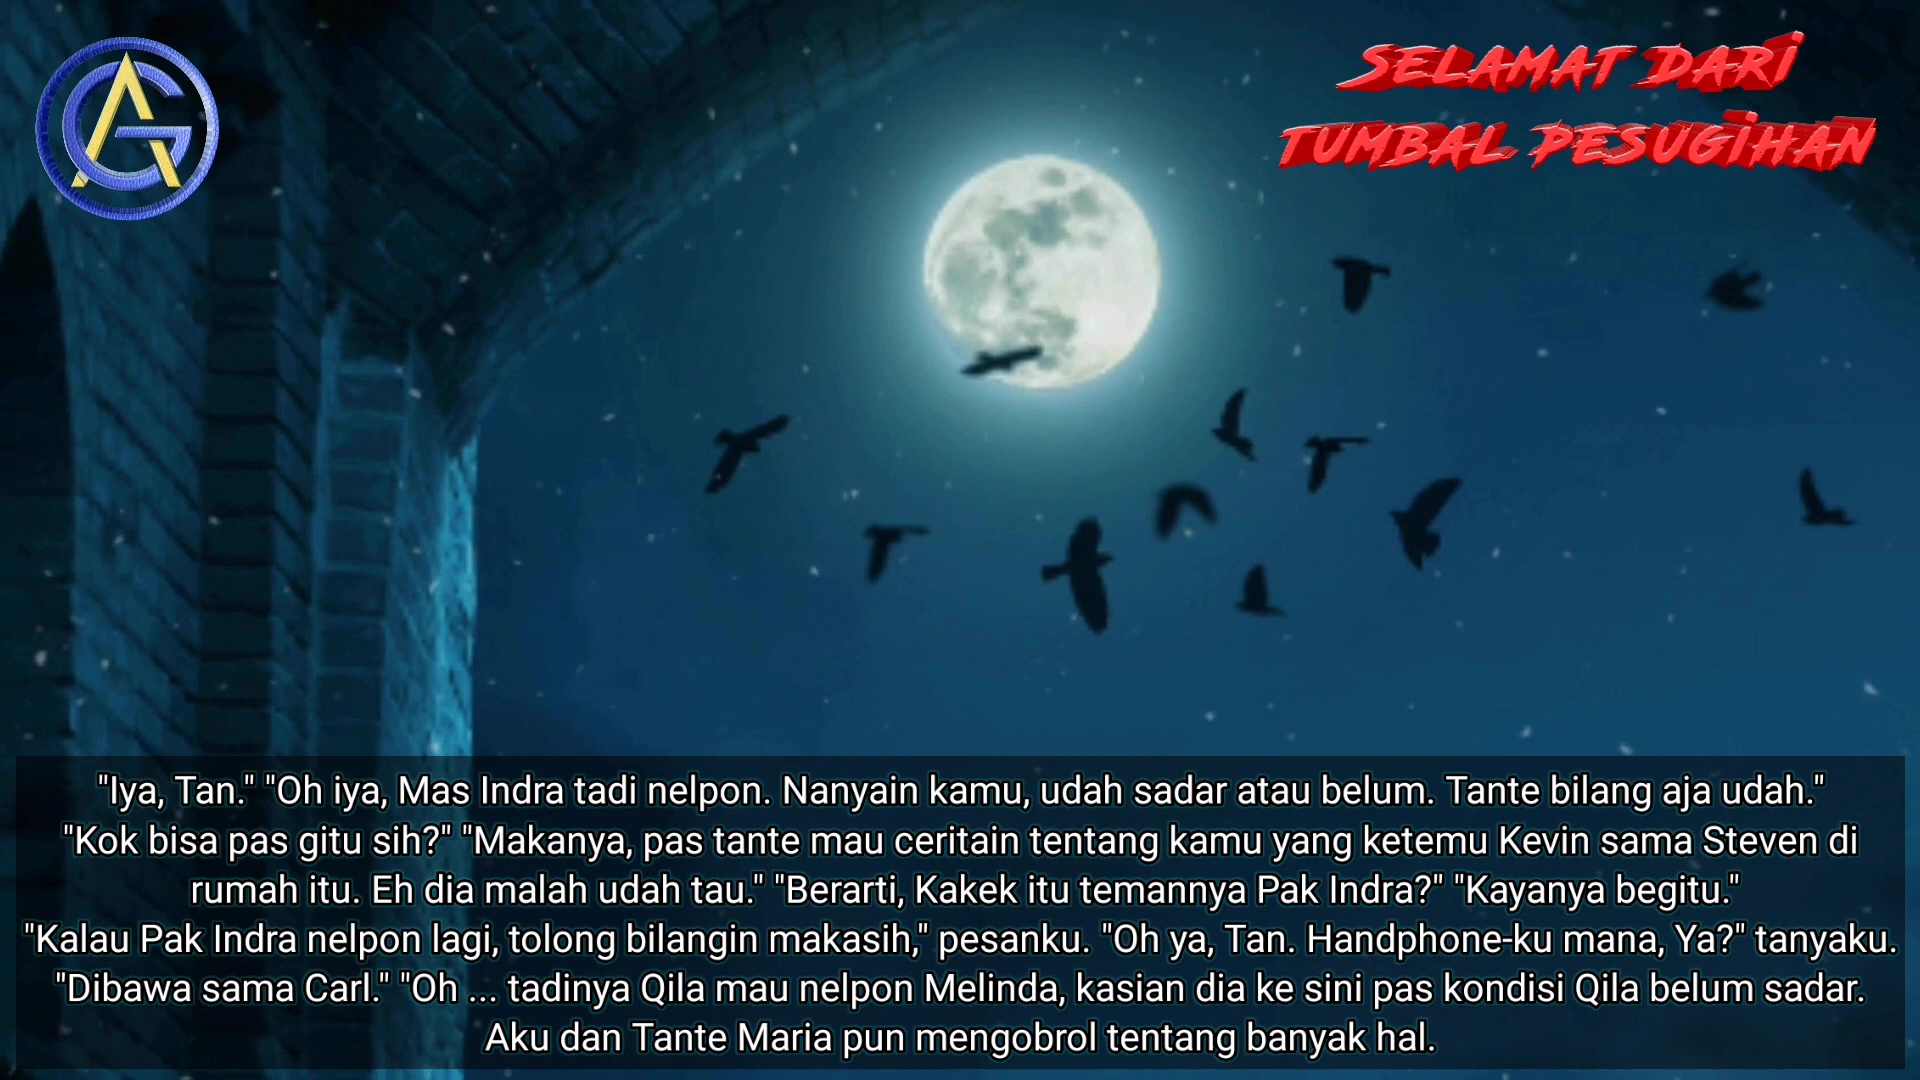 SELAMAT DARI
TUMBAL PESUGIHAN
"Iya, Tan." "Oh iya, Mas Indra tadi nelpon. Nanyain kamu, udah sadar atau belum. Tante bilang aja udah."
"Kok bisa pas gitu sih?" "Makanya, pas tante mau ceritain tentang kamu yang ketemu Kevin sama Steven di
rumah itu. Eh dia malah udah tau." "Berarti, Kakek itu temannya Pak Indra?" "Kayanya begitu."
"Kalau Pak Indra nelpon lagi, tolong bilangin makasih," pesanku. "Oh ya, Tan. Handphone-ku mana, Ya?" tanyaku.
"Dibawa sama Carl." "Oh ... tadinya Qila mau nelpon Melinda, kasian dia ke sini pas kondisi Qila belum sadar.
Aku dan Tante Maria pun mengobrol tentang banyak hal.